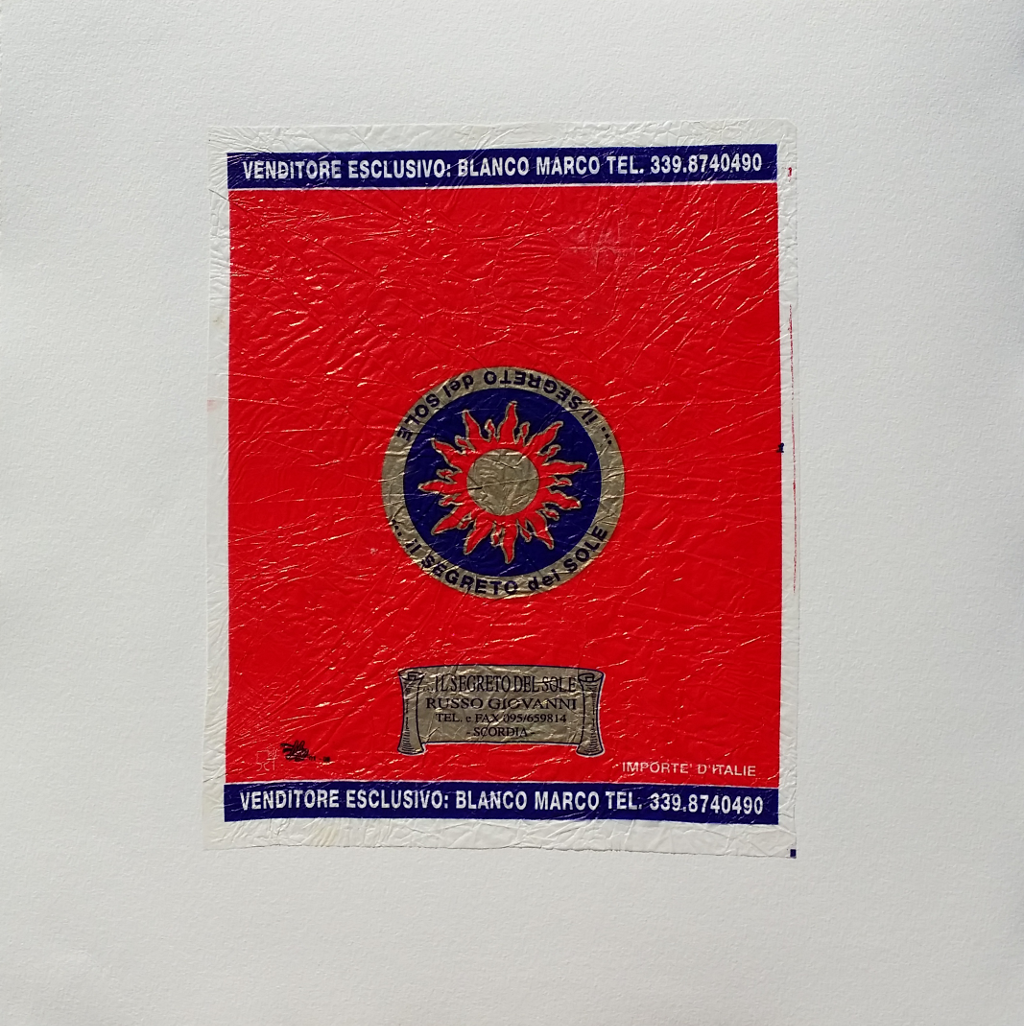 VENDITORE ESCLUSIVO: BLANCO MARCO TEL. 339.8740490
... il SEGRETO del SOLE
... il SEGRETO del SOLE
...IL SEGRETO DEL SOLE
RUSSO GIOVANNI
TEL. e FAX 095/659814
- SCORDIA -
IMPORTE' D'ITALIE
VENDITORE ESCLUSIVO: BLANCO MARCO TEL. 339.8740490